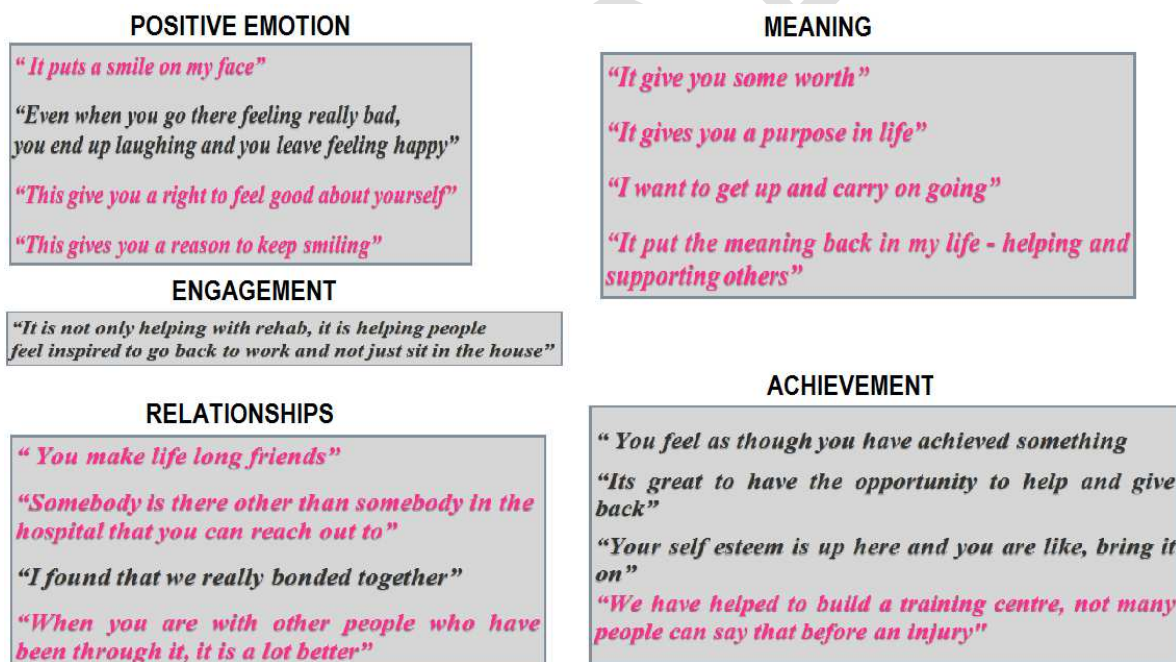 POSITIVE EMOTION
“ It puts a smile on my face”
“Even when you go there feeling really bad,
you end up laughing and you leave feeling happy”
“This give you a right to feel good about yourself”
“This gives you a reason to keep smiling”
ENGAGEMENT
“It is not only helping with rehab, it is helping people
feel inspired to go back to work and not just sit in the house”
RELATIONSHIPS
“ You make life long friends”
“Somebody is there other than somebody in the
hospital that you can reach out to”
“I found that we really bonded together”
“When you are with other people who have
been through it, it is a lot better”
MEANING
“It give you some worth”
“It gives you a purpose in life”
“I want to get up and carry on going”
“It put the meaning back in my life - helping and
supporting others”
ACHIEVEMENT
“ You feel as though you have achieved something
“Its great to have the opportunity to help and give
back”
“Your self esteem is up here and you are like, bring it
on”
“We have helped to build a training centre, not many
people can say that before an injury"